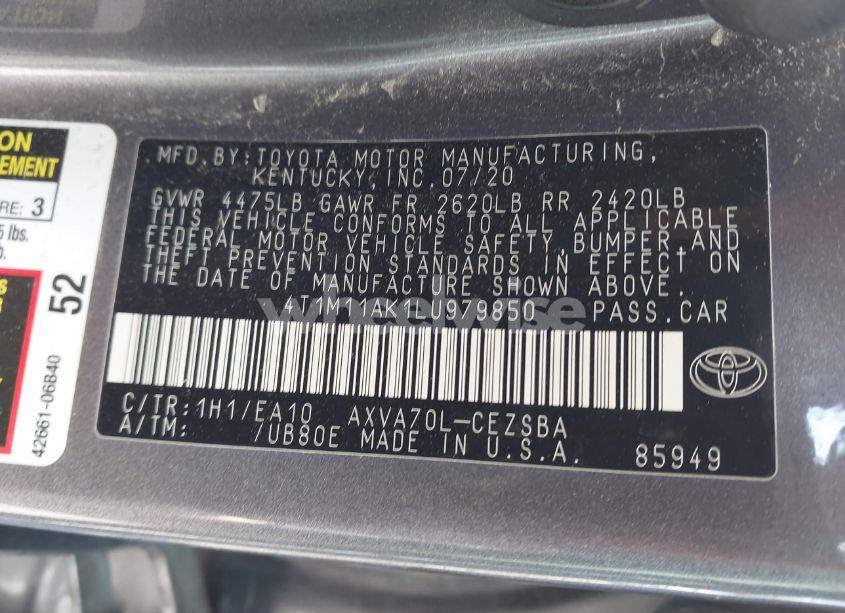 ON
EMENT
RE: 3
5 lbs.
b.
52
42661-06B40
.MFD.BY:TOYOTA MOTOR MANUFACTURING,
KENTUCKY,INC.07/20
GVWR 4475LB GAWR FR 2620LB RR 2420LB
THIS VEHICLE CONFORMS TO ALL APPLICABLE
FEDERAL MOTOR VEHICLE SAFETY,BUMPER,AND
THEFT PREVENTION STANDARDS IN EFFECT ON
THE DATE OF MANUFACTURE SHOWN ABOVE.
PASS.CAR
wheelwise
C/TR:1H1/EA10 AXVA70L-CEZSBA
A/TM: /UB80E MADE IN U.S.A. 85949